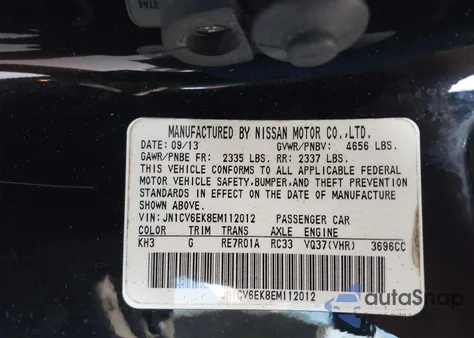 MANUFACTURED BY NISSAN MOTOR CO.,LTD.
DATE: 09/13 GVWR/PNBV: 4656 LBS.
GAWR/PNBE FR: 2335 LBS. RR: 2337 LBS.
THIS VEHICLE CONFORMS TO ALL APPLICABLE FEDERAL
MOTOR VEHICLE SAFETY,BUMPER,AND THEFT PREVENTION
STANDARDS IN EFFECT ON THE DATE OF MANUFACTURE
SHOWN ABOVE.
VIN: JN1CV6EK8EM112012 PASSENGER CAR
COLOR TRIM TRANS AXLE ENGINE
KH3 G RE7R01A RC33 VQ37(VHR) 3696CC
JN1CV6EK8EM112012
autoSnap